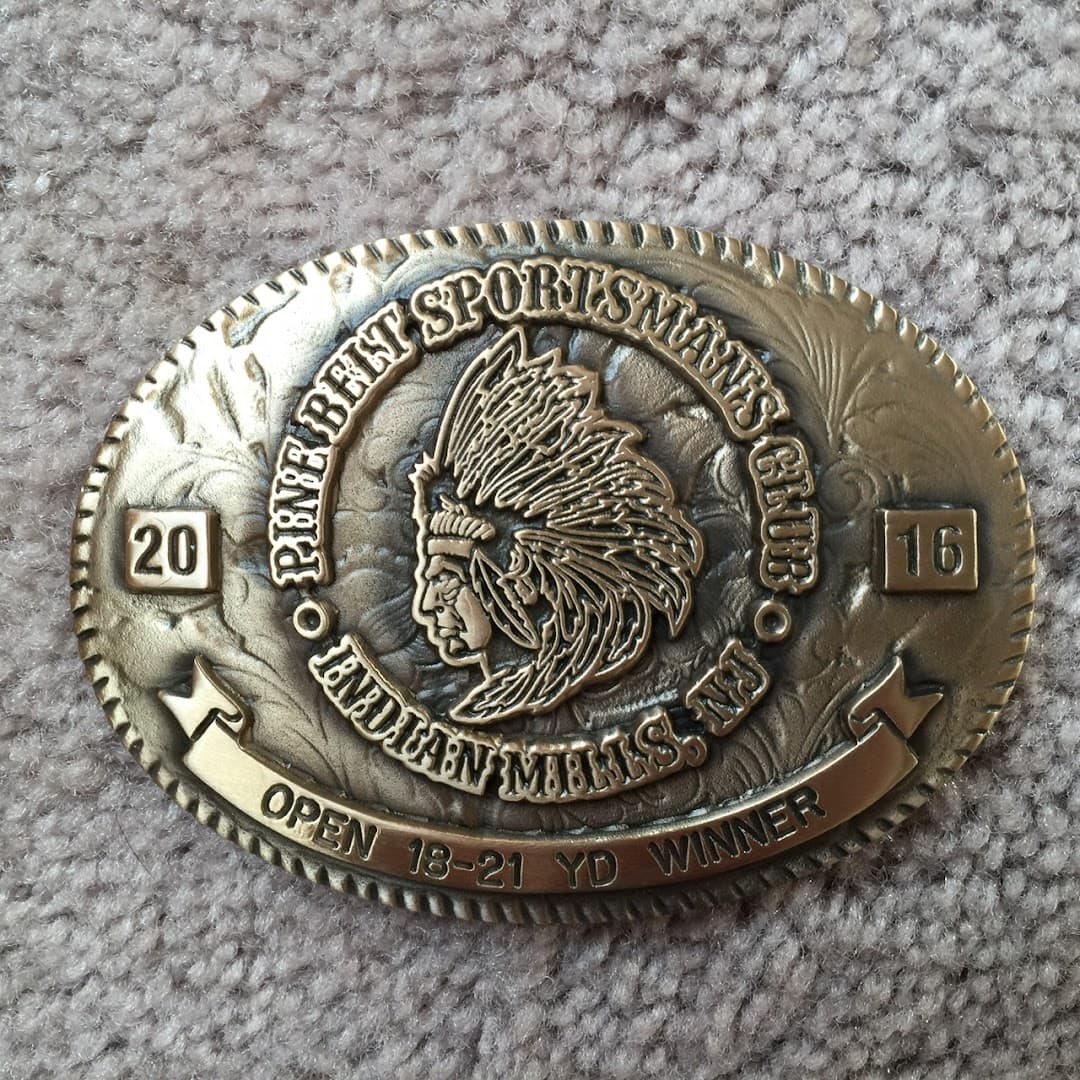 PINE BELT SPORTSMAN'S CLUB
20
16
INDIAN MILLS, NJ
OPEN 18-21 YD WINNER